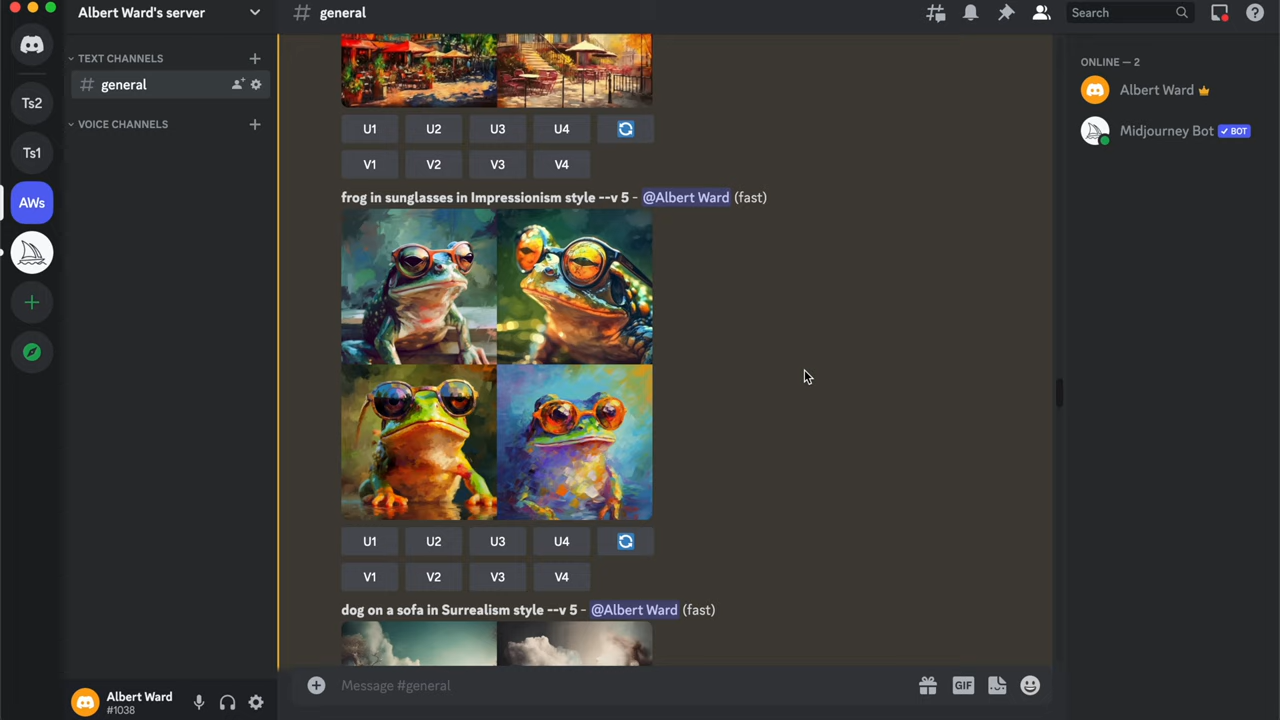 Albert Ward's server
general
Search
TEXT CHANNELS
general
VOICE CHANNELS
Ts2
Ts1
AWs
U1 U2 U3 U4
V1 V2 V3 V4
frog in sunglasses in Impressionism style --v 5 - @Albert Ward (fast)
U1 U2 U3 U4
V1 V2 V3 V4
dog on a sofa in Surrealism style --v 5 - @Albert Ward (fast)
Message #general
GIF
Albert Ward
#1038
ONLINE — 2
Albert Ward
Midjourney Bot ✓ BOT